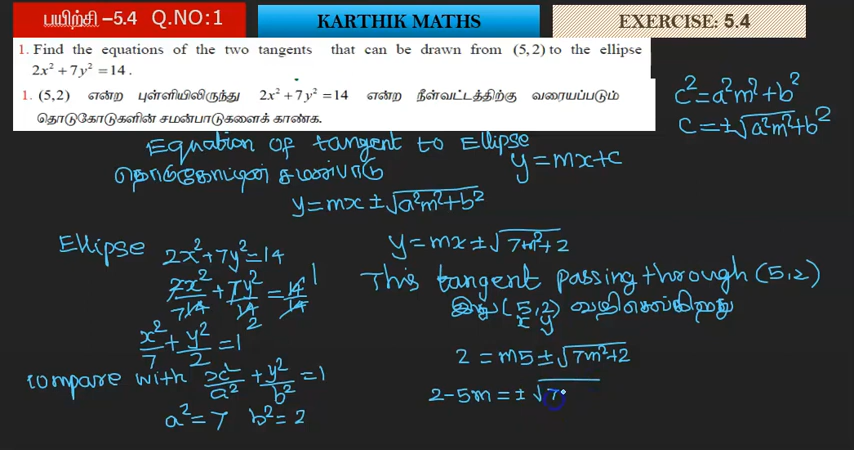 பயிற்சி –5.4 Q.NO:1
KARTHIK MATHS
EXERCISE: 5.4
1. Find the equations of the two tangents that can be drawn from (5,2) to the ellipse
2x² + 7y² = 14.
1. (5,2) என்ற புள்ளியிலிருந்து 2x² + 7y² = 14 என்ற நீள்வட்டத்திற்கு வரையப்படும்
தொடுகோடுகளின் சமன்பாடுகளைக் காண்க.
c² = a²m² + b²
c = ±√a²m² + b²
Equation of tangent to Ellipse
y = mx + c
தொடுகோட்டின் சமன்பாடு
y = mx ± √a²m² + b²
Ellipse 2x² + 7y² = 14
2x²/14 + 7y²/14 = 14/14
7 2 1
x²/7 + y²/2 = 1
compare with x²/a² + y²/b² = 1
a² = 7 b² = 2
y = mx ± √7m² + 2
This tangent passing through (5,2)
இது (5,2) வழிசெல்கிறது
x y
2 = m5 ± √7m² + 2
2 - 5m = ± √7